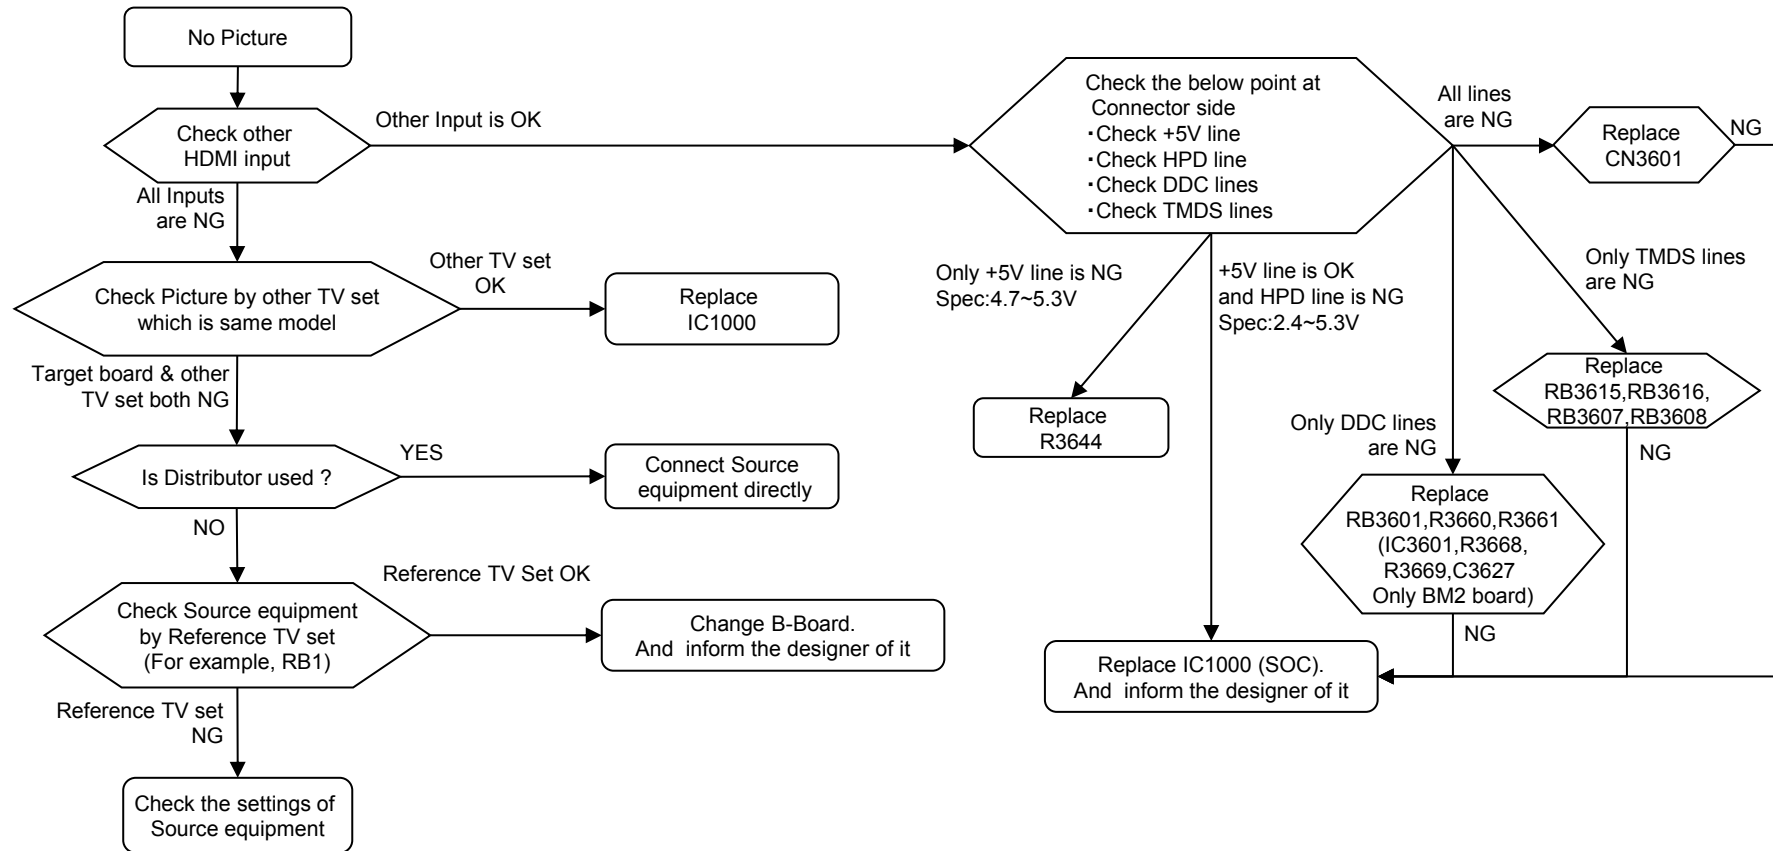 No Picture
Check other
HDMI input
Other Input is OK
All Inputs
are NG
Check Picture by other TV set
which is same model
Other TV set
OK
Replace
IC1000
Target board & other
TV set both NG
Is Distributor used ?
YES
Connect Source
equipment directly
NO
Check Source equipment
by Reference TV set
(For example, RB1)
Reference TV Set OK
Change B-Board.
And inform the designer of it
Reference TV set
NG
Check the settings of
Source equipment
Check the below point at
Connector side
・Check +5V line
・Check HPD line
・Check DDC lines
・Check TMDS lines
All lines
are NG
Replace
CN3601
NG
Only +5V line is NG
Spec:4.7~5.3V
Replace
R3644
+5V line is OK
and HPD line is NG
Spec:2.4~5.3V
Only TMDS lines
are NG
Replace
RB3615,RB3616,
RB3607,RB3608
NG
Only DDC lines
are NG
Replace
RB3601,R3660,R3661
(IC3601,R3668,
R3669,C3627
Only BM2 board)
NG
Replace IC1000 (SOC).
And inform the designer of it